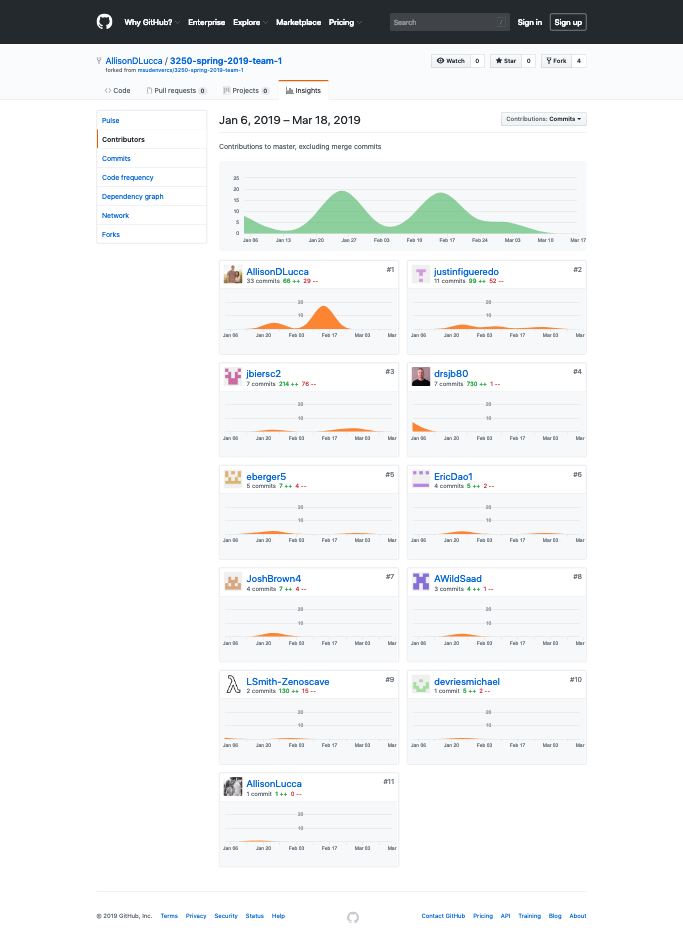 Why GitHub? Enterprise Explore Marketplace Pricing Search / Sign in Sign up
AllisonDLucca / 3250-spring-2019-team-1 Watch 0 Star 0 Fork 4
forked from msudenvercs/3250-spring-2019-team-1
Code Pull requests 0 Projects 0 Insights
Pulse
Contributors
Commits
Code frequency
Dependency graph
Network
Forks
Jan 6, 2019 – Mar 18, 2019 Contributions: Commits
Contributions to master, excluding merge commits
25
20
15
10
5
0
Jan 06 Jan 13 Jan 20 Jan 27 Feb 03 Feb 10 Feb 17 Feb 24 Mar 03 Mar 10 Mar 17
AllisonDLucca #1
33 commits 66 ++ 29 --
20
10
Jan 06 Jan 20 Feb 03 Feb 17 Mar 03 Mar
justinfigueredo #2
11 commits 99 ++ 52 --
20
10
Jan 06 Jan 20 Feb 03 Feb 17 Mar 03 Mar
jbiersc2 #3
7 commits 214 ++ 76 --
20
10
Jan 06 Jan 20 Feb 03 Feb 17 Mar 03 Mar
drsjb80 #4
7 commits 730 ++ 1 --
20
10
Jan 06 Jan 20 Feb 03 Feb 17 Mar 03 Mar
eberger5 #5
5 commits 7 ++ 4 --
20
10
Jan 06 Jan 20 Feb 03 Feb 17 Mar 03 Mar
EricDao1 #6
4 commits 5 ++ 2 --
20
10
Jan 06 Jan 20 Feb 03 Feb 17 Mar 03 Mar
JoshBrown4 #7
4 commits 7 ++ 4 --
20
10
Jan 06 Jan 20 Feb 03 Feb 17 Mar 03 Mar
AWildSaad #8
3 commits 4 ++ 1 --
20
10
Jan 06 Jan 20 Feb 03 Feb 17 Mar 03 Mar
LSmith-Zenoscave #9
2 commits 130 ++ 15 --
20
10
Jan 06 Jan 20 Feb 03 Feb 17 Mar 03 Mar
devriesmichael #10
1 commit 5 ++ 2 --
20
10
Jan 06 Jan 20 Feb 03 Feb 17 Mar 03 Mar
AllisonLucca #11
1 commit 1 ++ 0 --
20
10
Jan 06 Jan 20 Feb 03 Feb 17 Mar 03 Mar
© 2019 GitHub, Inc. Terms Privacy Security Status Help Contact GitHub Pricing API Training Blog About